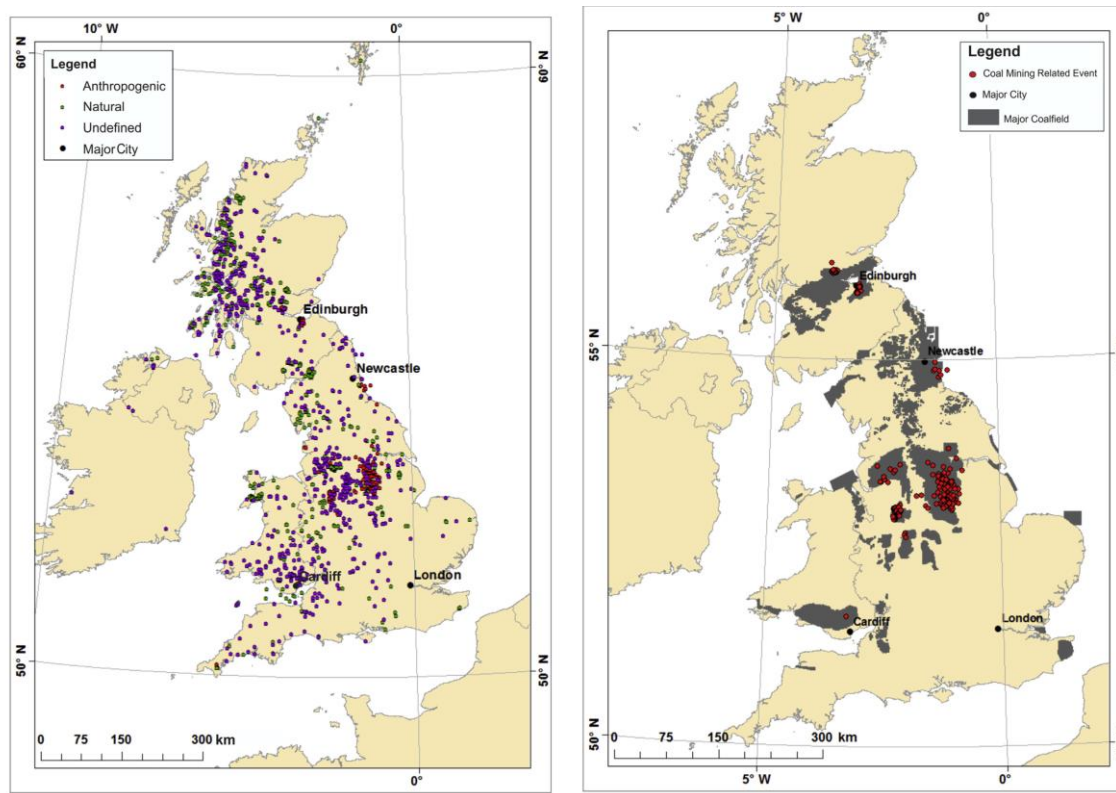 10° W 0°
60° N 60° N
Legend
Anthropogenic
Natural
Undefined
Major City
Edinburgh
Newcastle
Cardiff
London
50° N 50° N
0 75 150 300 km
0°
5° W 0°
Legend
Coal Mining Related Event
Major City
Major Coalfield
Edinburgh
55° N
Newcastle
Cardiff
London
50° N
0 75 150 300 km
5° W 0°